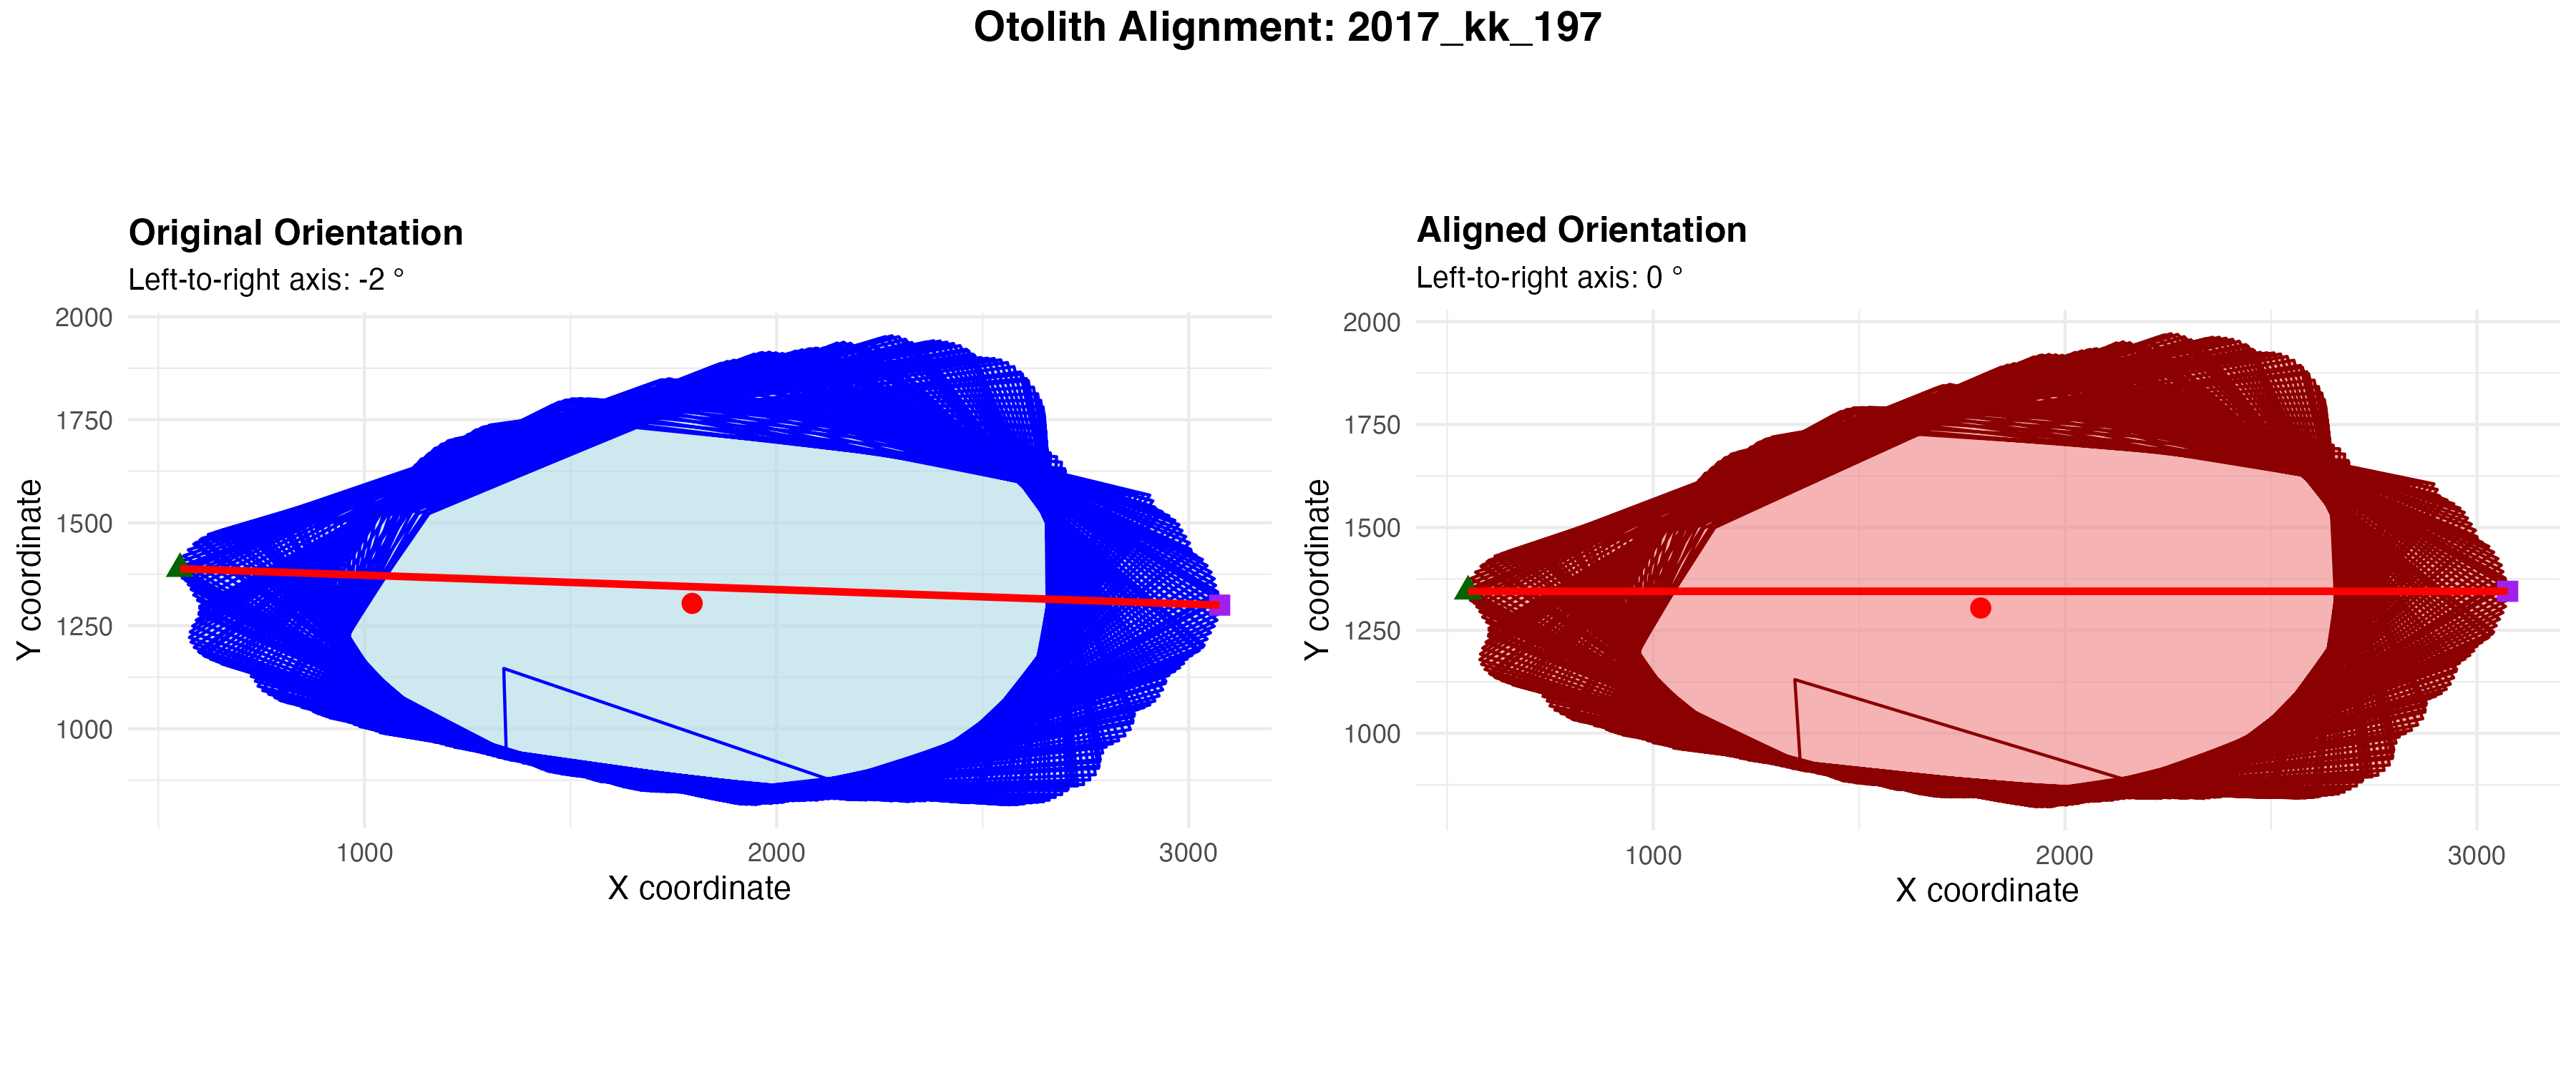 Otolith Alignment: 2017_kk_197
Original Orientation
Left-to-right axis: -2 °
2000
1750
1500
1250
1000
Y coordinate
1000 2000 3000
X coordinate
Aligned Orientation
Left-to-right axis: 0 °
2000
1750
1500
1250
1000
Y coordinate
1000 2000 3000
X coordinate